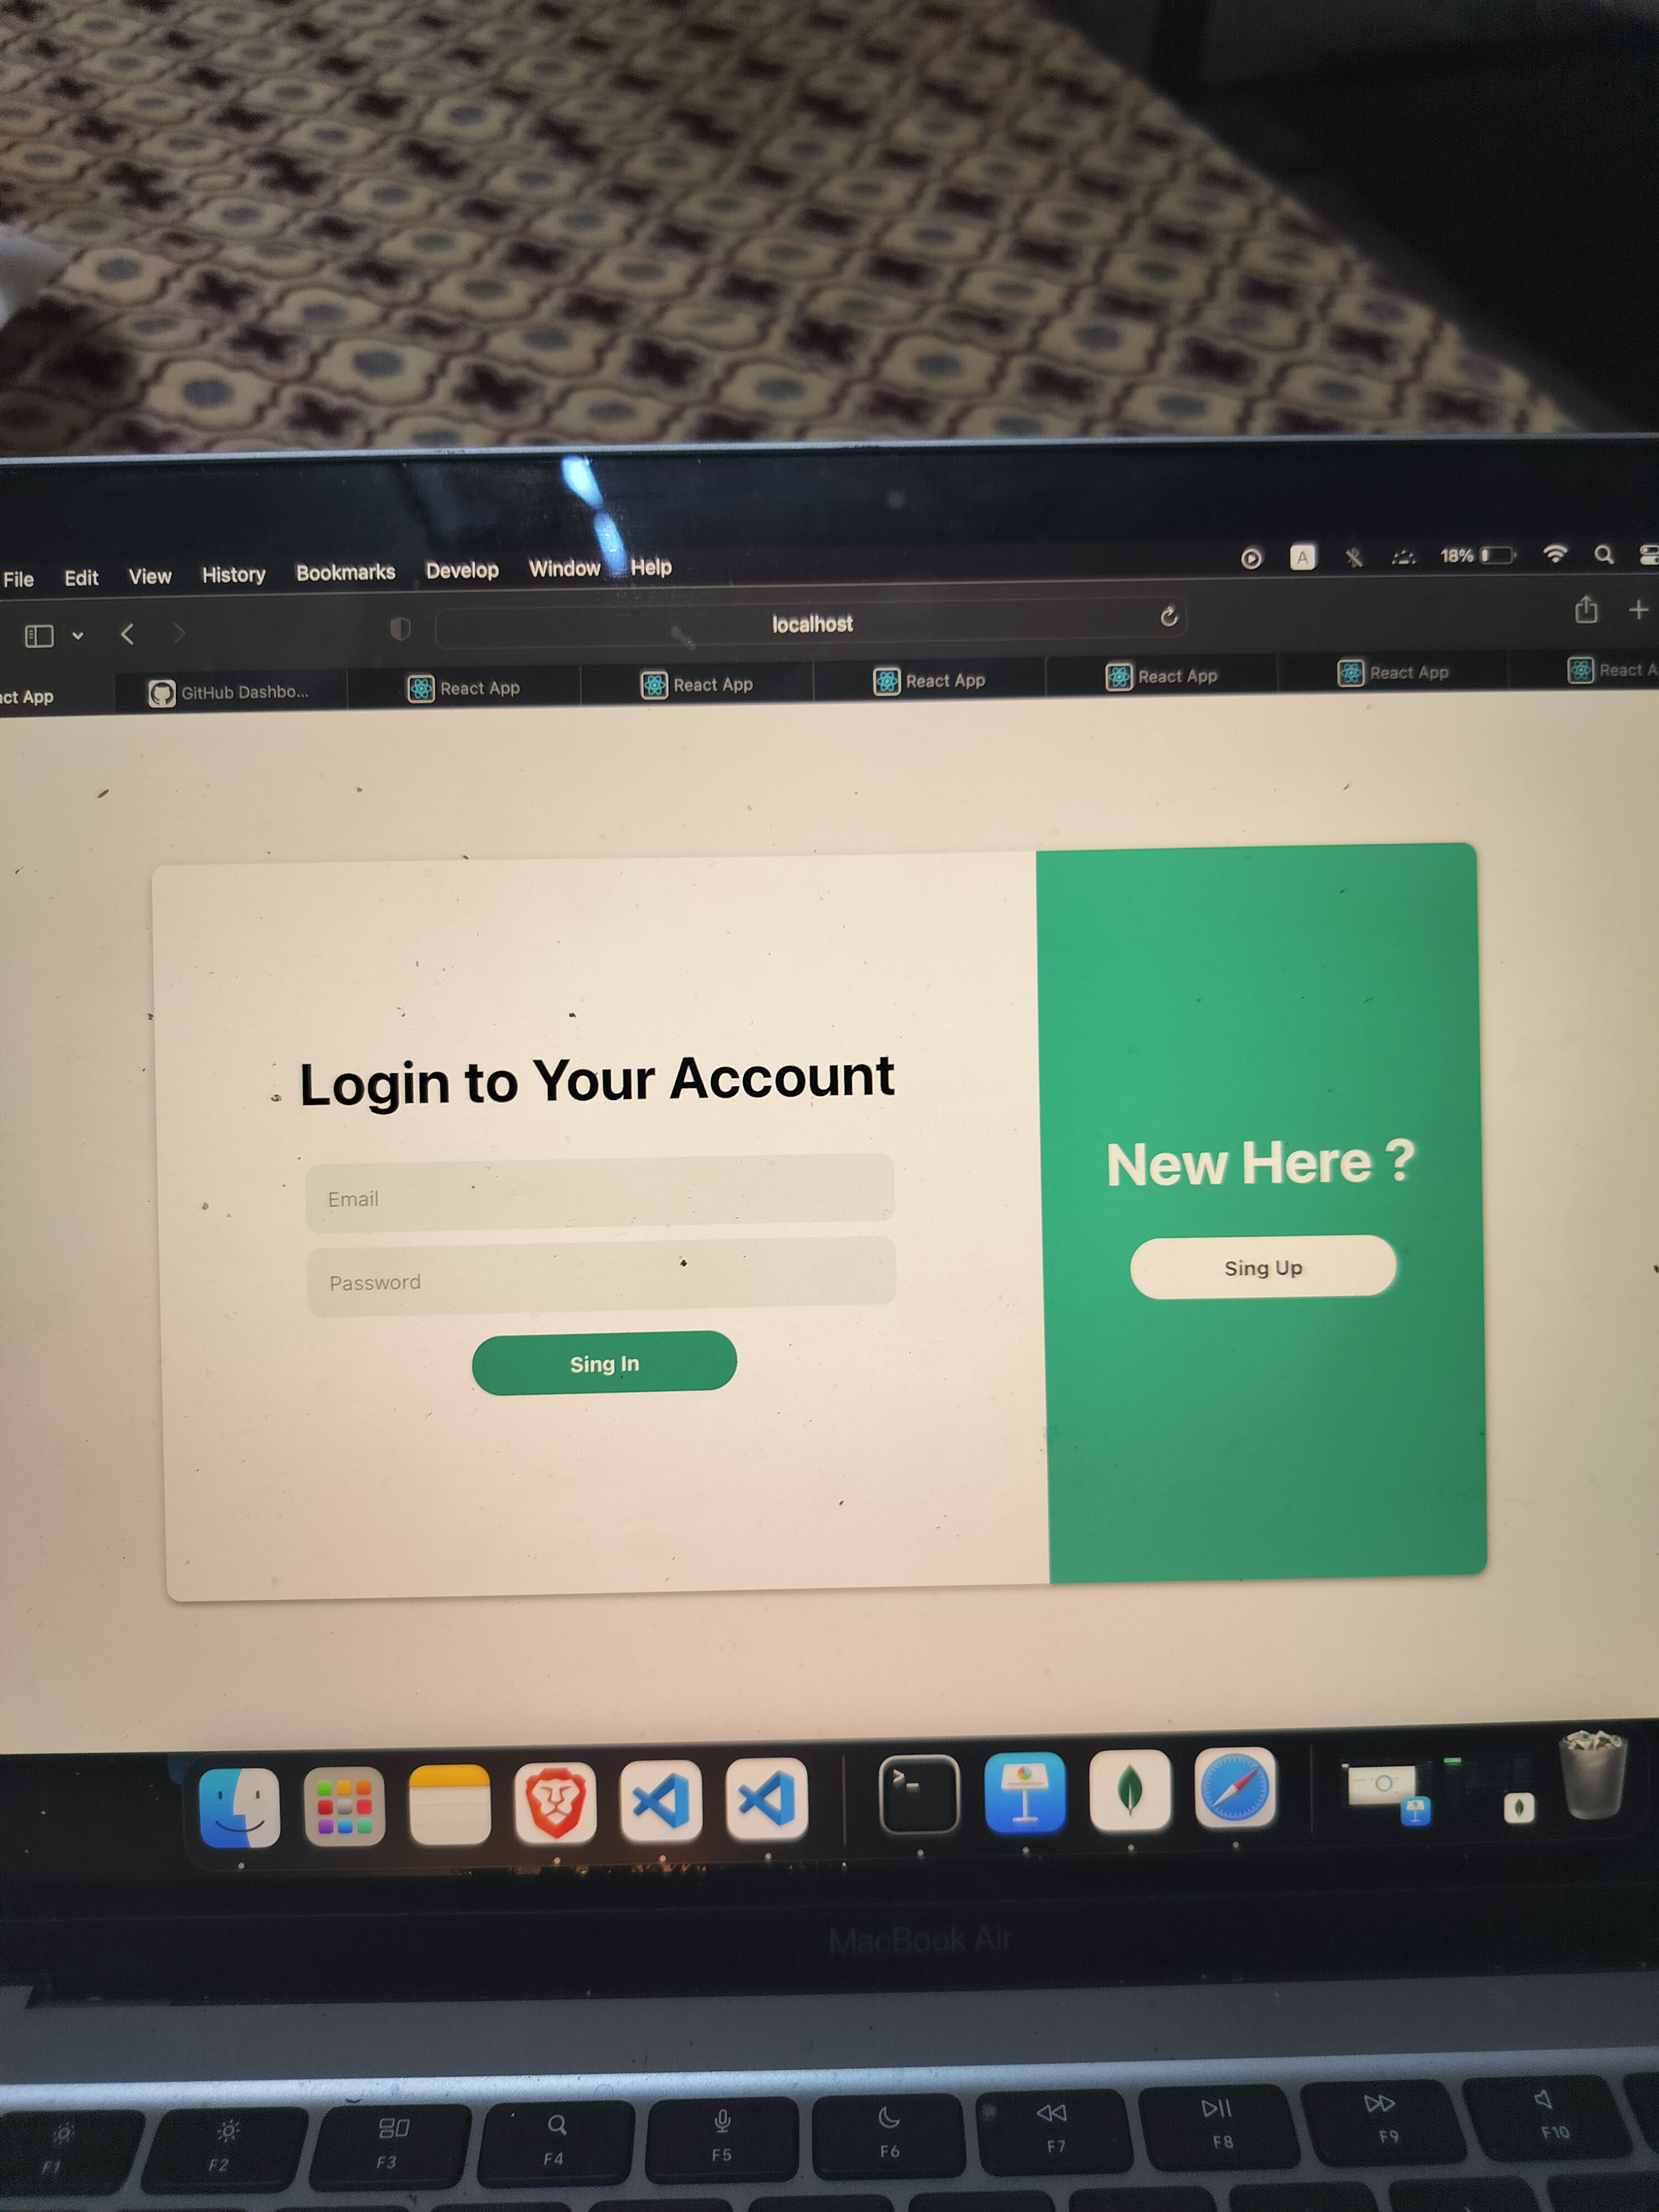 File Edit View History Bookmarks Develop Window Help A 18%
localhost
ct App GitHub Dashbo... React App React App React App React App React App React A
Login to Your Account
Email
Password
Sing In
New Here ?
Sing Up
MacBook Air
F1 F2 F3 F4 F5 F6 F7 F8 F9 F10